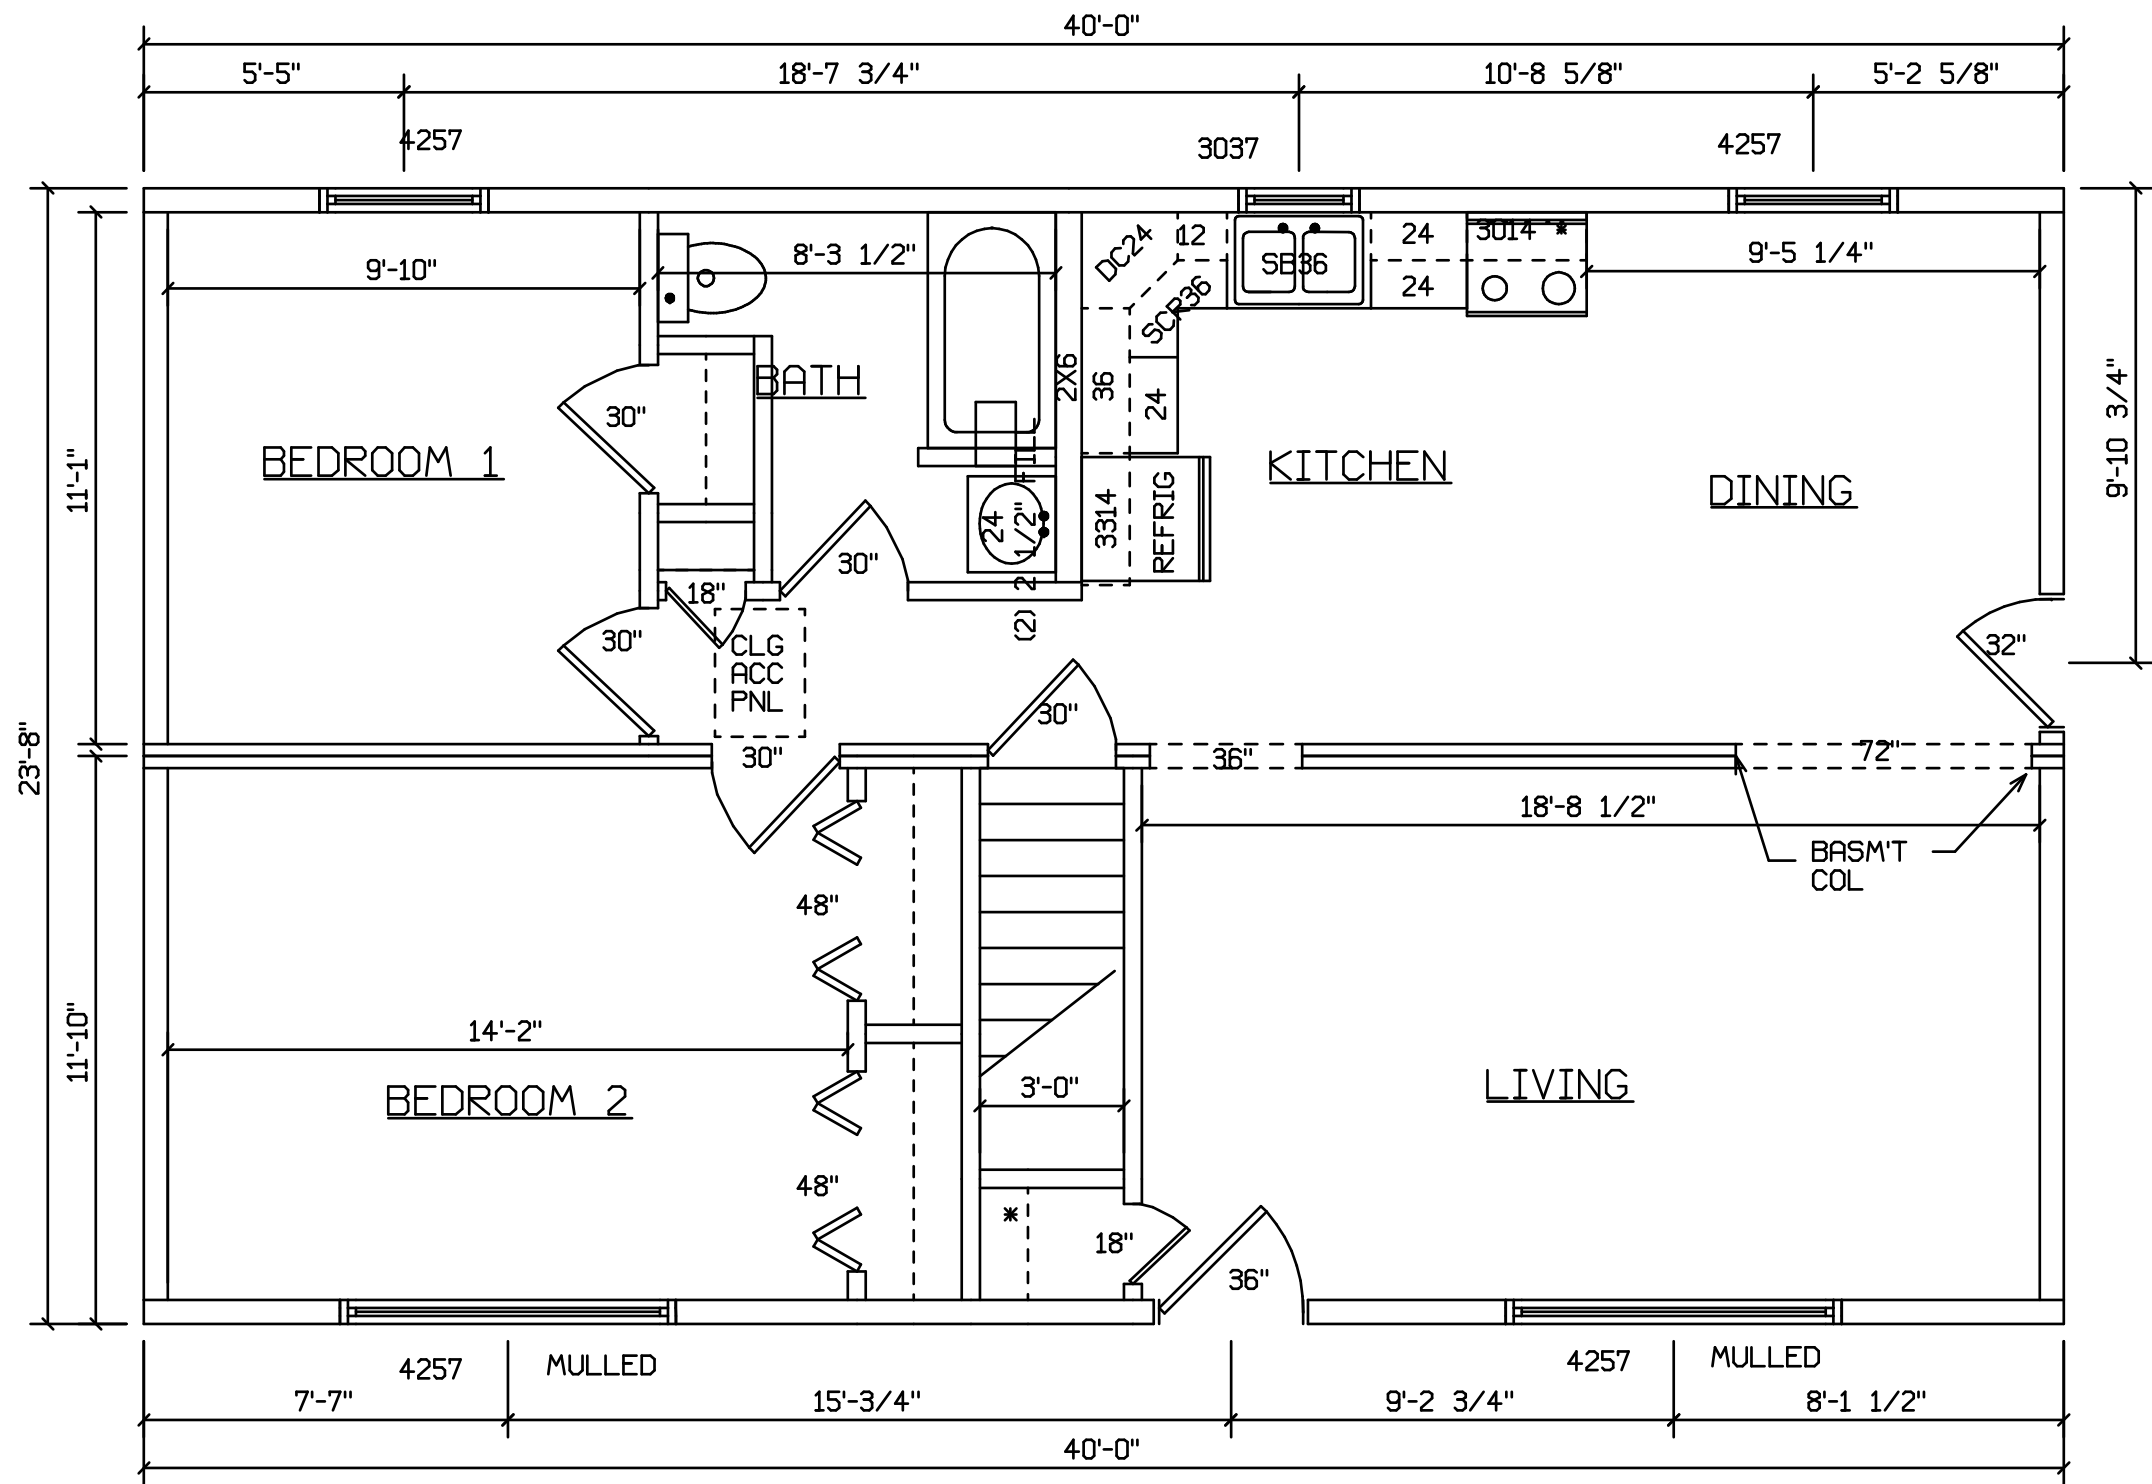 40'-0"
5'-5"
18'-7 3/4"
10'-8 5/8"
5'-2 5/8"
4257
3037
4257
9'-10"
8'-3 1/2"
DC24
12
SB36
24
3014 *
24
9'-5 1/4"
SCR36
2X6
36
24
30"
BATH
BEDROOM 1
KITCHEN
DINING
9'-10 3/4"
11'-1"
3314
REFRIG
24
(2) 2 1/2"
30"
18"
30"
CLG
ACC
PNL
32"
30"
30"
36"
72"
23'-8"
18'-8 1/2"
BASM'T
COL
48"
11'-10"
14'-2"
BEDROOM 2
3'-0"
LIVING
48"
*
18"
36"
4257
MULLED
4257
MULLED
7'-7"
15'-3/4"
9'-2 3/4"
8'-1 1/2"
40'-0"